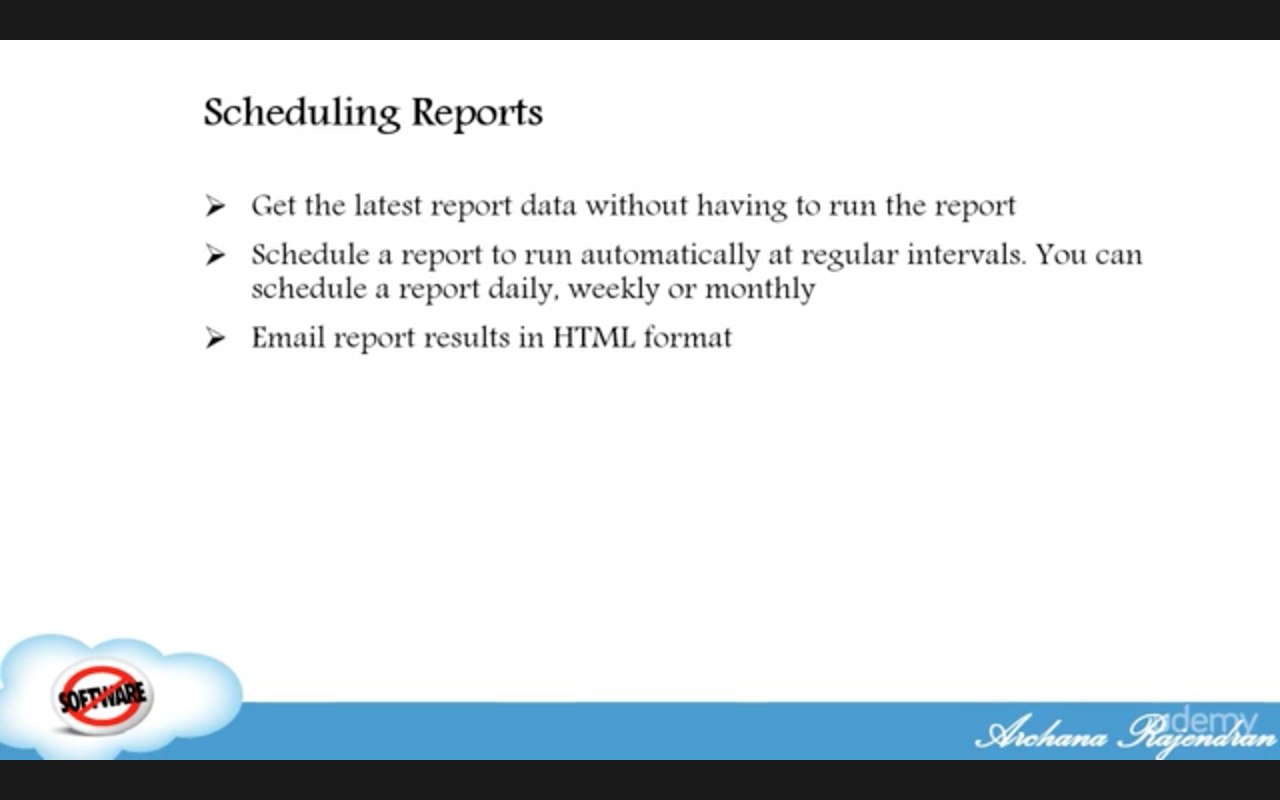 Scheduling Reports
Get the latest report data without having to run the report
Schedule a report to run automatically at regular intervals. You can
schedule a report daily, weekly or monthly
Email report results in HTML format
SOFTWARE
Archana Rajendran
udemy